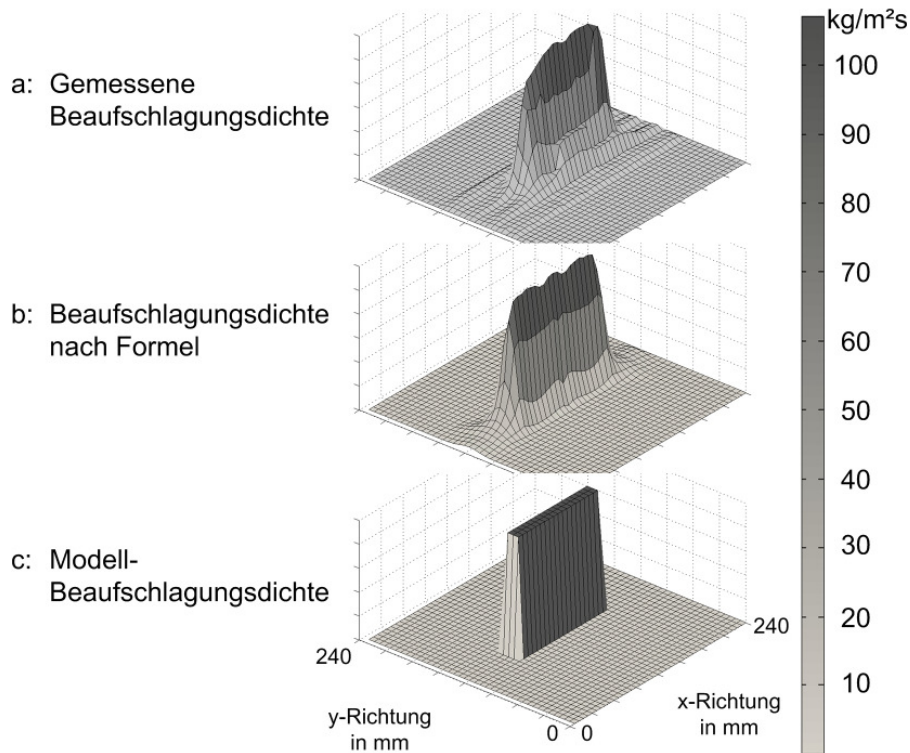 kg/m²s
a: Gemessene
Beaufschlagungsdichte
100
90
80
70
b: Beaufschlagungsdichte
nach Formel
60
50
40
30
c: Modell-
Beaufschlagungsdichte
20
240
240
10
y-Richtung
in mm
0
0
x-Richtung
in mm